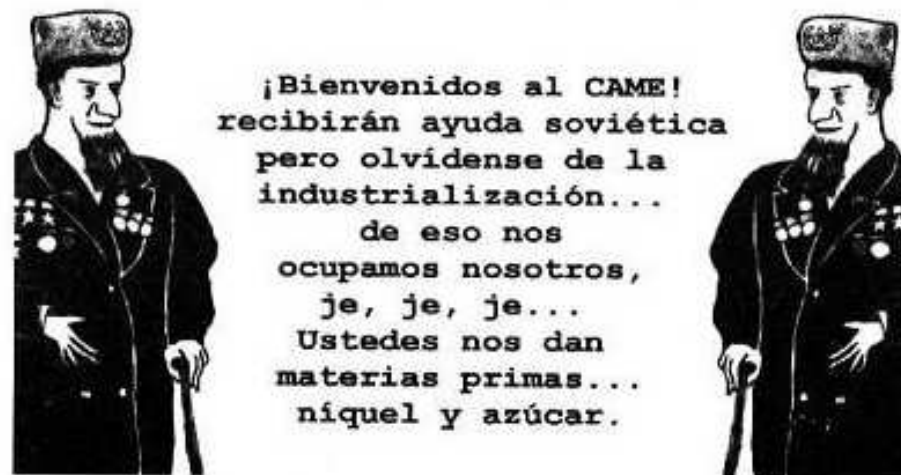 ¡Bienvenidos al CAME!
recibirán ayuda soviética
pero olvídense de la
industrialización...
de eso nos
ocupamos nosotros,
je, je, je...
Ustedes nos dan
materias primas...
níquel y azúcar.